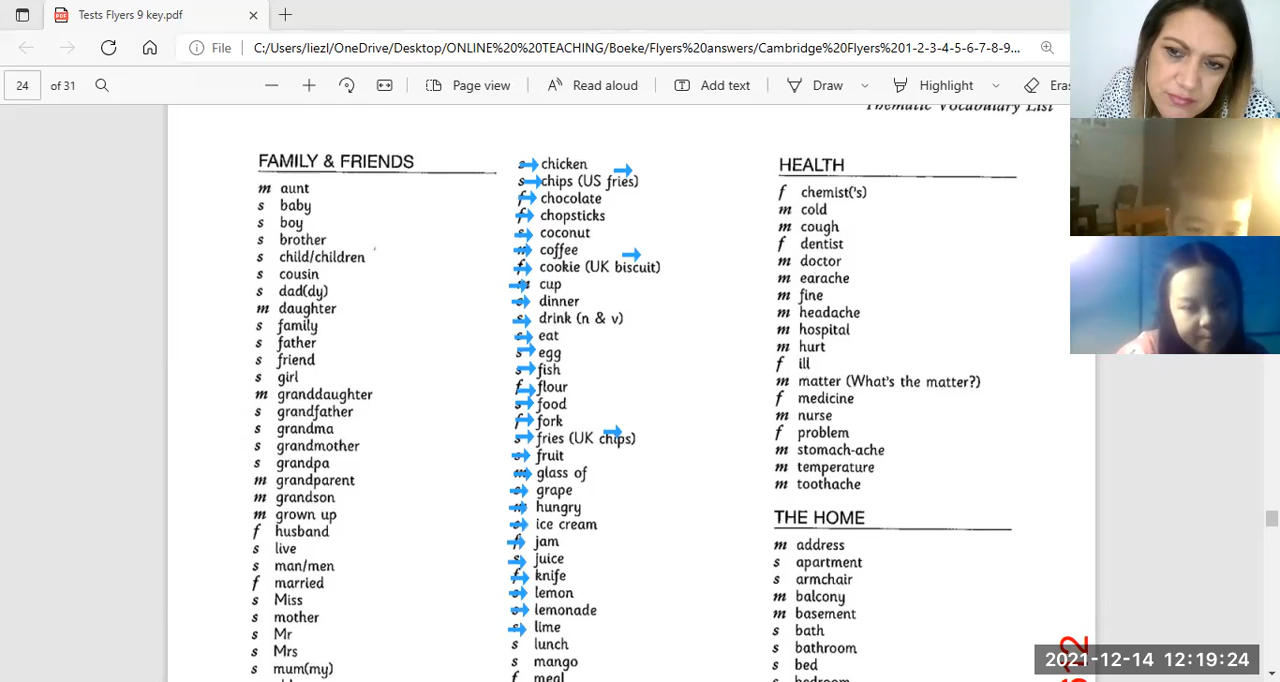 Tests Flyers 9 key.pdf
File
C:/Users/liezl/OneDrive/Desktop/ONLINE%20%20TEACHING/Boeke/Flyers%20answers/Cambridge%20Flyers%201-2-3-4-5-6-7-8-9...
24
of 31
Page view
Read aloud
Add text
Draw
Highlight
Eras
Thematic Vocabulary List
FAMILY & FRIENDS
m aunt
s baby
s boy
s brother
s child/children
s cousin
s dad(dy)
m daughter
s family
s father
s friend
s girl
m granddaughter
s grandfather
s grandma
s grandmother
s grandpa
m grandparent
m grandson
m grown up
f husband
s live
s man/men
f married
s Miss
s mother
s Mr
s Mrs
s mum(my)
chicken
chips (US fries)
chocolate
chopsticks
coconut
coffee
cookie (UK biscuit)
cup
dinner
drink (n & v)
eat
egg
fish
flour
food
fork
fries (UK chips)
fruit
glass of
grape
hungry
ice cream
jam
juice
knife
lemon
lemonade
lime
s lunch
s mango
f meal
HEALTH
f chemist('s)
m cold
m cough
f dentist
m doctor
m earache
m fine
m headache
m hospital
m hurt
f ill
m matter (What's the matter?)
f medicine
m nurse
f problem
m stomach-ache
m temperature
m toothache
THE HOME
m address
s apartment
s armchair
m balcony
m basement
s bath
s bathroom
s bed
s bedroom
2021-12-14 12:19:24